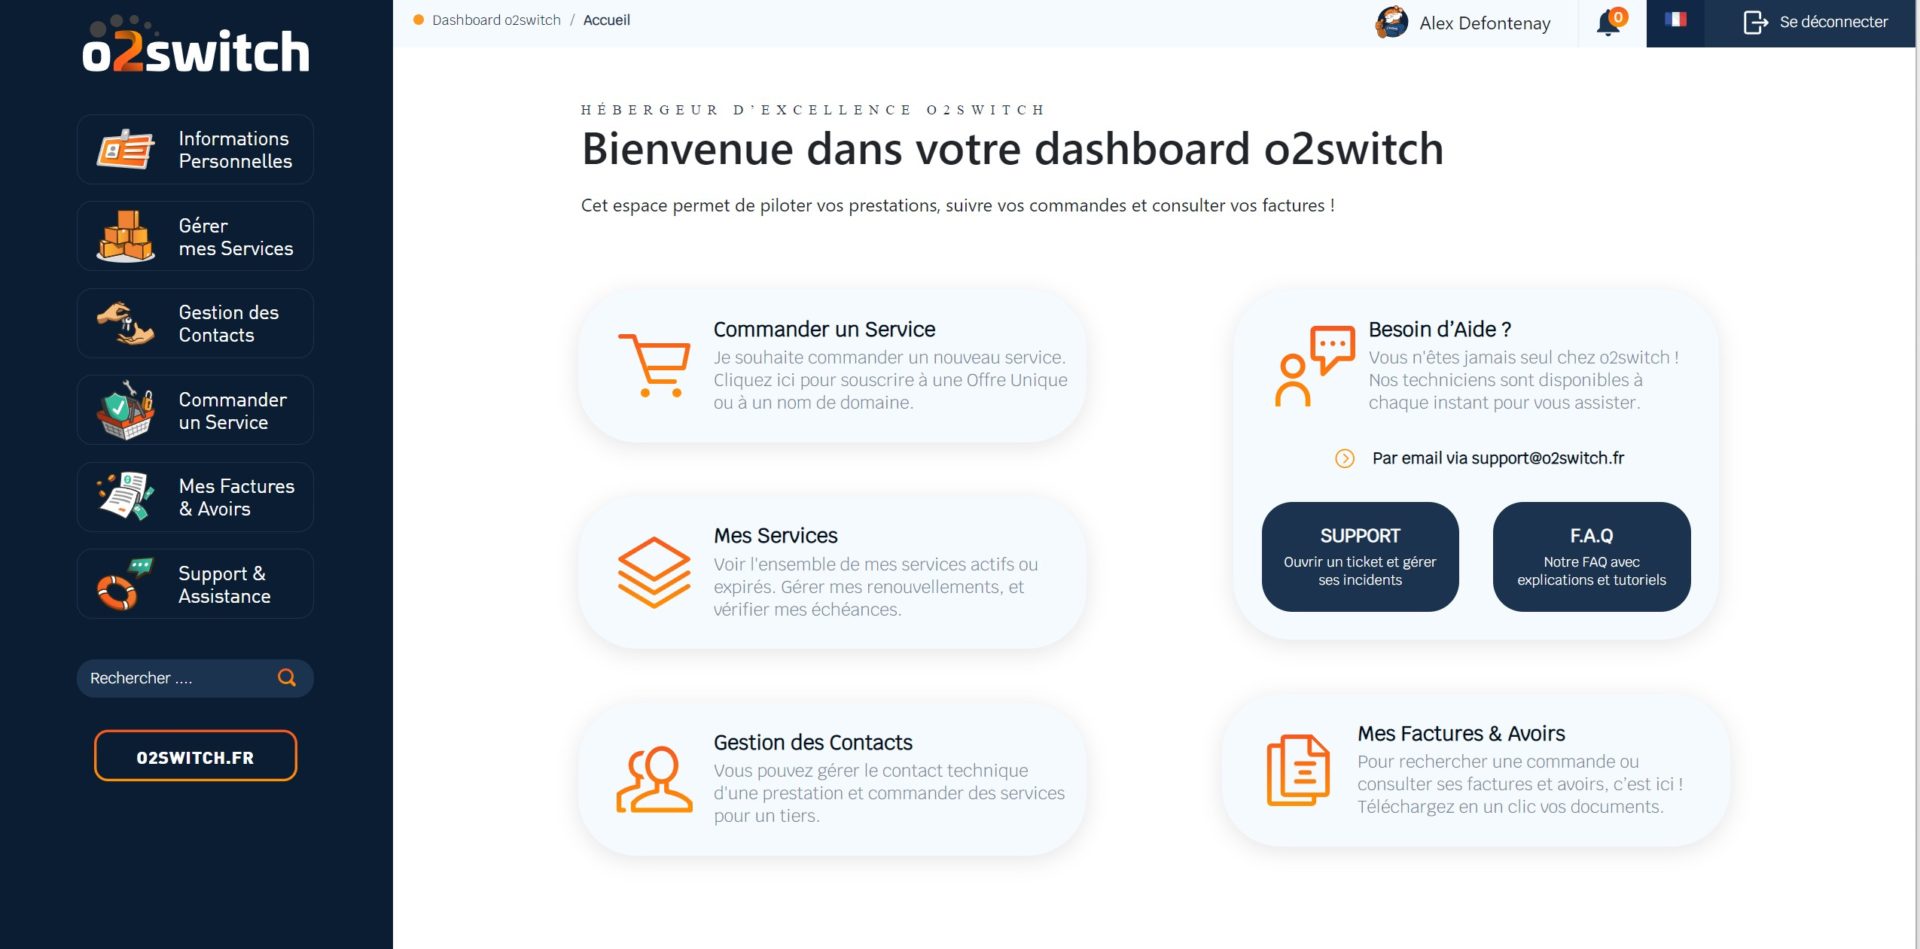 o2switch
Informations
Personnelles
Gérer
mes Services
Gestion des
Contacts
Commander
un Service
Mes Factures
& Avoirs
Support &
Assistance
Rechercher ....
O2SWITCH.FR
Dashboard o2switch / Accueil
Alex Defontenay
0
Se déconnecter
HÉBERGEUR D'EXCELLENCE O2SWITCH
Bienvenue dans votre dashboard o2switch
Cet espace permet de piloter vos prestations, suivre vos commandes et consulter vos factures !
Commander un Service
Je souhaite commander un nouveau service.
Cliquez ici pour souscrire à une Offre Unique
ou à un nom de domaine.
Mes Services
Voir l'ensemble de mes services actifs ou
expirés. Gérer mes renouvellements, et
vérifier mes échéances.
Gestion des Contacts
Vous pouvez gérer le contact technique
d'une prestation et commander des services
pour un tiers.
Besoin d’Aide ?
Vous n'êtes jamais seul chez o2switch !
Nos techniciens sont disponibles à
chaque instant pour vous assister.
Par email via support@o2switch.fr
SUPPORT
Ouvrir un ticket et gérer
ses incidents
F.A.Q
Notre FAQ avec
explications et tutoriels
Mes Factures & Avoirs
Pour rechercher une commande ou
consulter ses factures et avoirs, c’est ici !
Téléchargez en un clic vos documents.